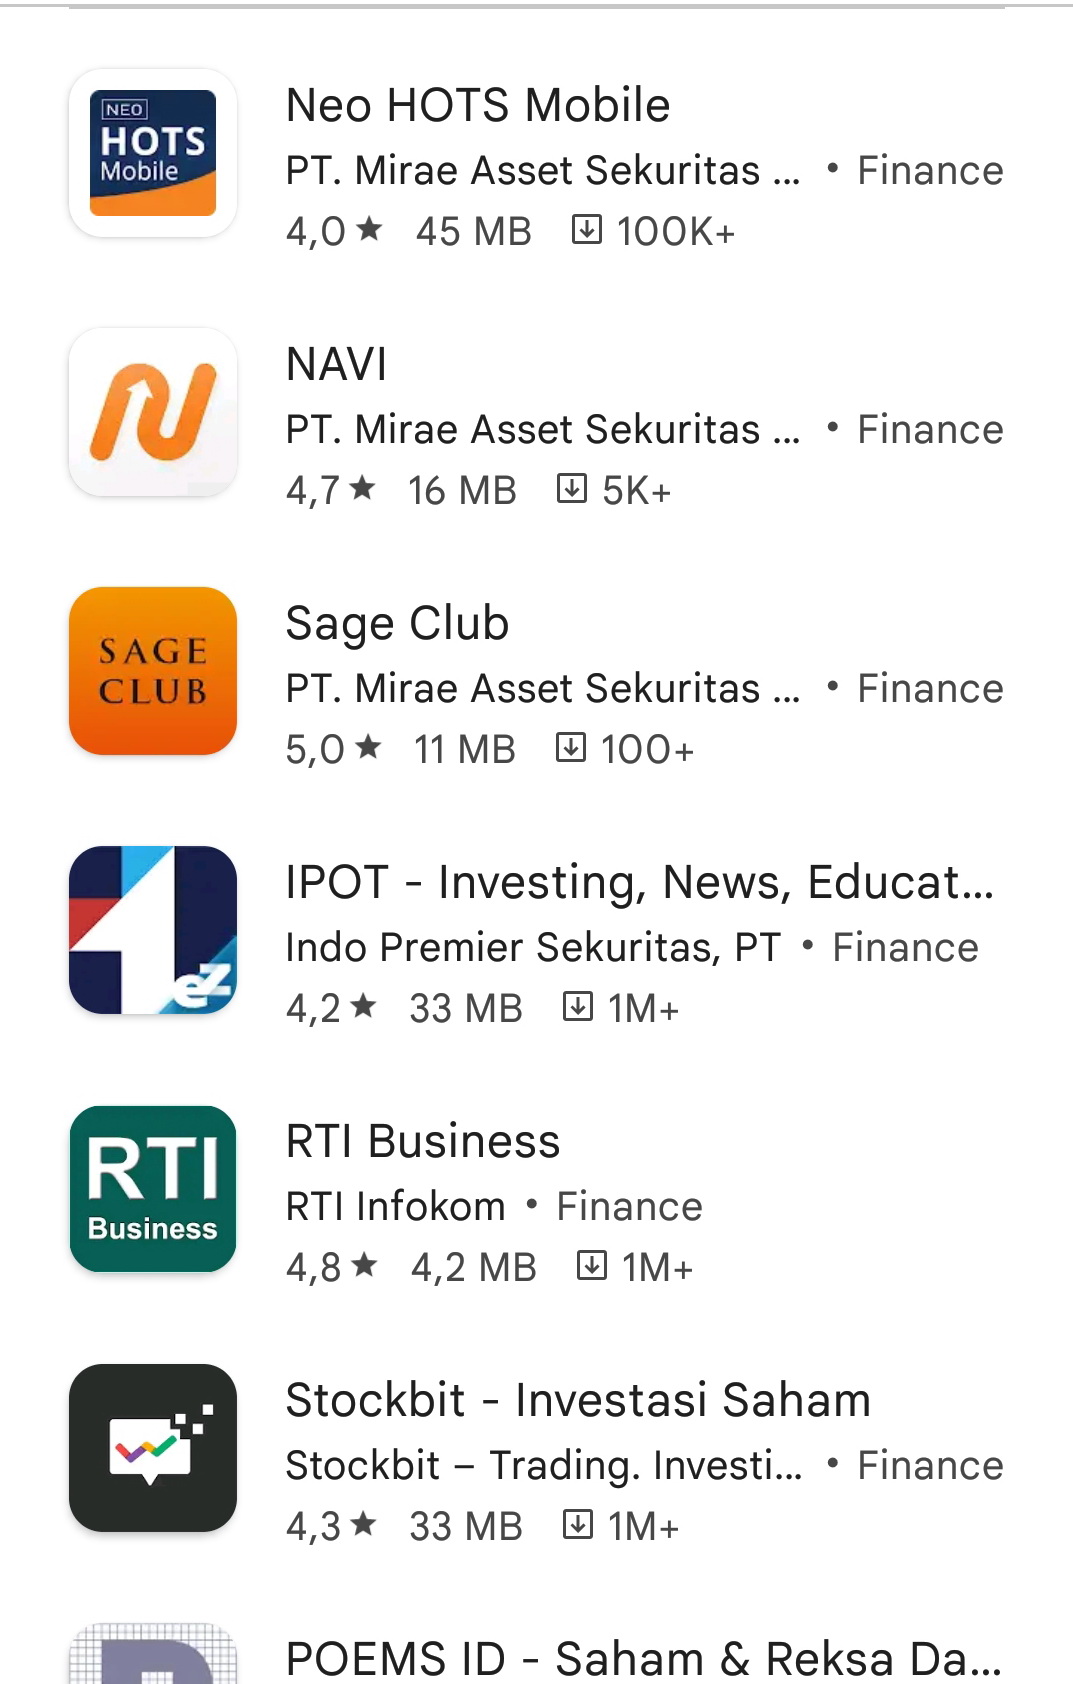 NEO
HOTS
Mobile
Neo HOTS Mobile
PT. Mirae Asset Sekuritas ... • Finance
4,0 ★ 45 MB 100K+
NAVI
PT. Mirae Asset Sekuritas ... • Finance
4,7 ★ 16 MB 5K+
SAGE
CLUB
Sage Club
PT. Mirae Asset Sekuritas ... • Finance
5,0 ★ 11 MB 100+
eZ
IPOT - Investing, News, Educat...
Indo Premier Sekuritas, PT • Finance
4,2 ★ 33 MB 1M+
RTI
Business
RTI Business
RTI Infokom • Finance
4,8 ★ 4,2 MB 1M+
Stockbit - Investasi Saham
Stockbit – Trading. Investi... • Finance
4,3 ★ 33 MB 1M+
POEMS ID - Saham & Reksa Da...